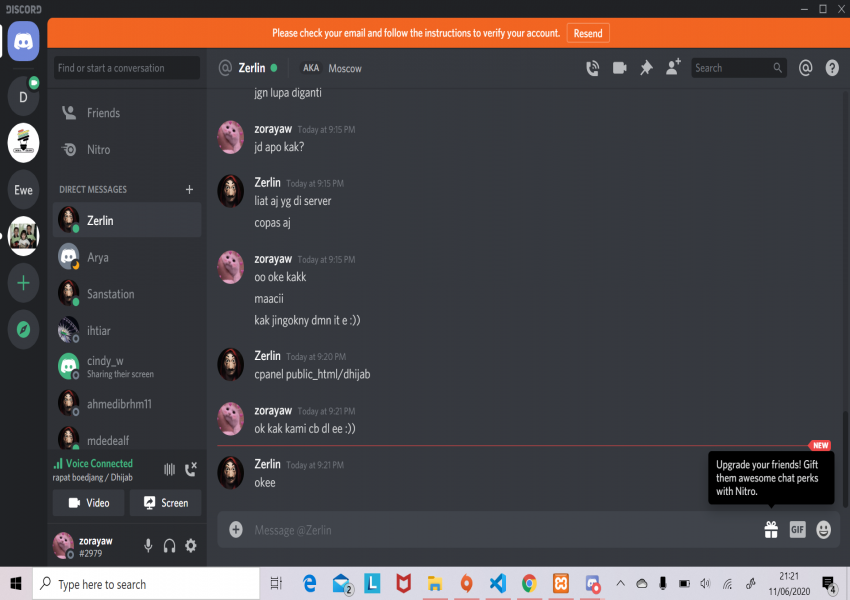 DISCORD
Please check your email and follow the instructions to verify your account.
Resend
Find or start a conversation
Zerlin
AKA
Moscow
Search
D
Ewe
Friends
Nitro
DIRECT MESSAGES
Zerlin
Arya
Sanstation
ihtiar
cindy_w
Sharing their screen
ahmedibrhm11
mdedealf
Voice Connected
rapat boedjang / Dhijab
Video
Screen
zorayaw
#2979
jgn lupa diganti
zorayaw Today at 9:15 PM
jd apo kak?
Zerlin Today at 9:15 PM
liat aj yg di server
copas aj
zorayaw Today at 9:15 PM
oo oke kakk
maacii
kak jingokny dmn it e :))
Zerlin Today at 9:20 PM
cpanel public_html/dhijab
zorayaw Today at 9:21 PM
ok kak kami cb dl ee :))
NEW
Zerlin Today at 9:21 PM
okee
Upgrade your friends! Gift
them awesome chat perks
with Nitro.
Message @Zerlin
GIF
Type here to search
2
L
21:21
11/06/2020
4